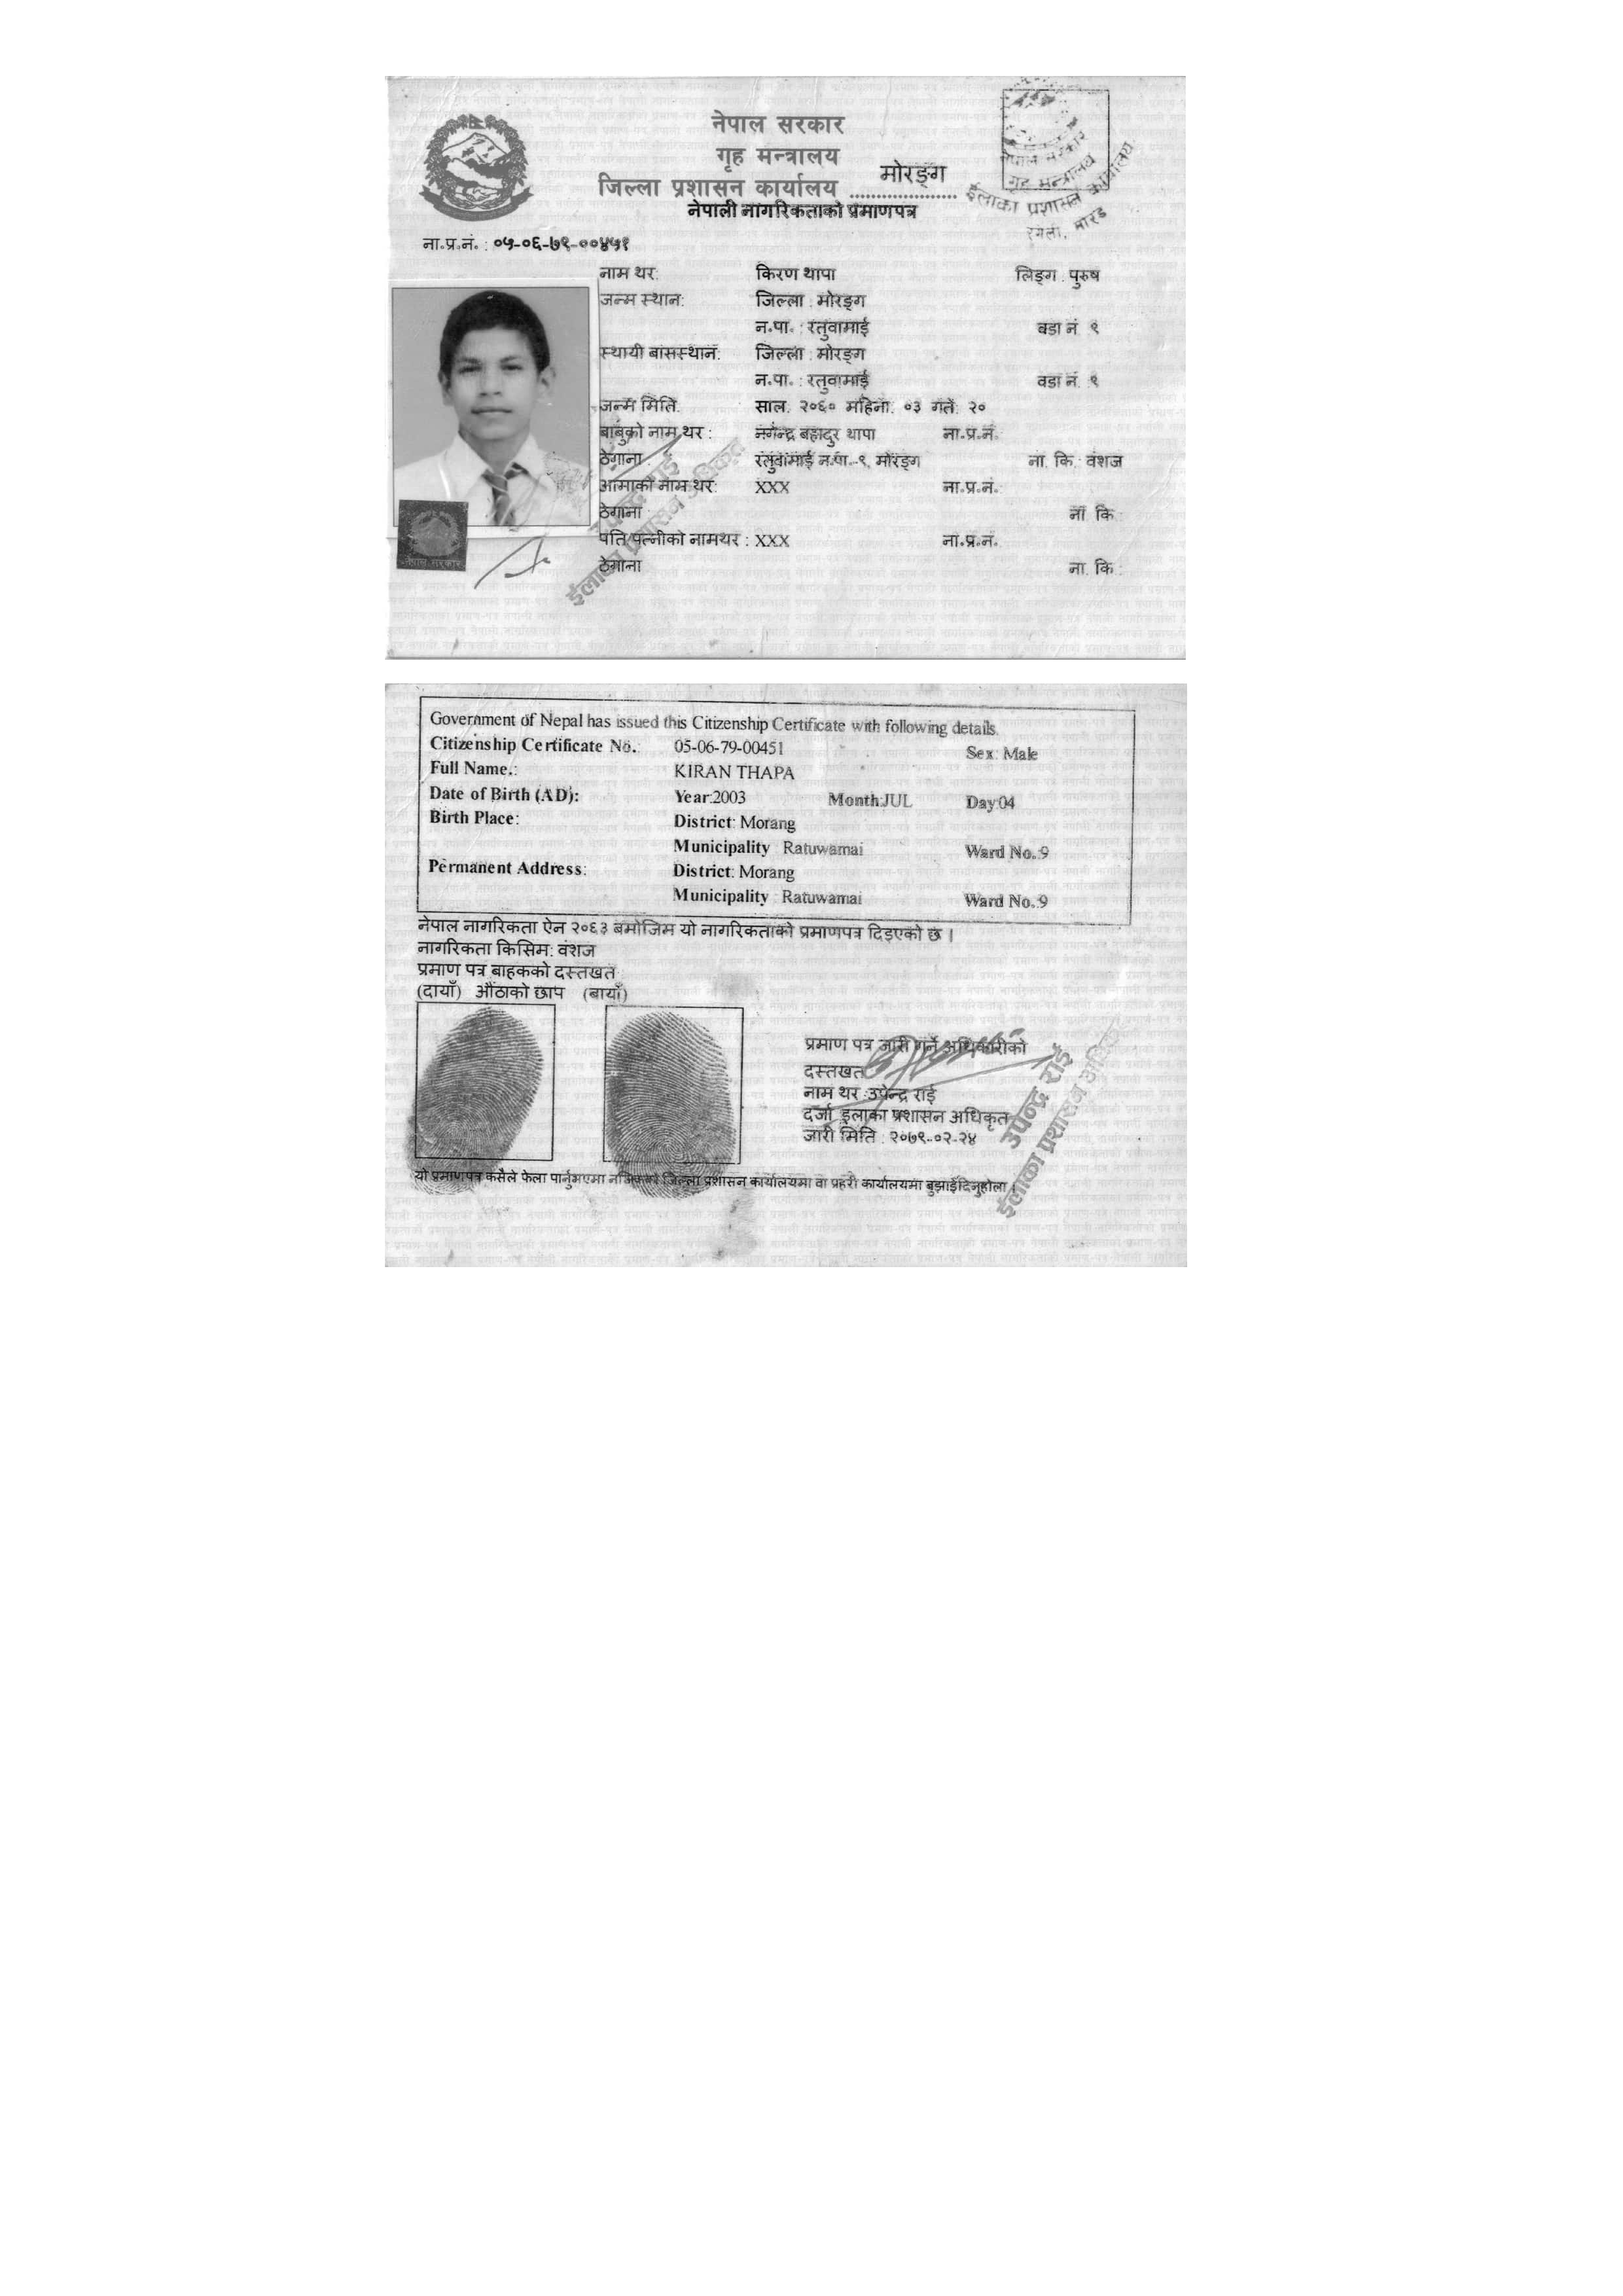 नेपाल सरकार
गृह मन्त्रालय
जिल्ला प्रशासन कार्यालय .................. मोरङ्ग
नेपाली नागरिकताको प्रमाणपत्र
नेपाल सरकार
गृह मन्त्रालय
ईलाका प्रशासन कार्यालय
ना.प्र.नं. : ०५-०६-७९-००४५१
नाम थर: किरण थापा लिङ्ग : पुरुष
जन्म स्थान: जिल्ला : मोरङ्ग
न.पा. : रतुवामाई वडा नं. ९
स्थायी बासस्थान: जिल्ला : मोरङ्ग
न.पा. : रतुवामाई वडा नं. ९
जन्म मिति: साल: २०६० महिना: ०३ गते: २०
बाबुको नाम थर : नगेन्द्र बहादुर थापा ना.प्र.नं.
ठेगाना : रतुवामाई न.पा.-९, मोरङ्ग ना. कि. वंशज
आमाको नाम थर: XXX ना.प्र.नं.
ठेगाना ना. कि :
पति/पत्नीको नामथर : XXX ना.प्र.नं.
ठेगाना ना. कि :
नेपाल सरकार
Government of Nepal has issued this Citizenship Certificate with following details.
Citizenship Certificate No.: 05-06-79-00451 Sex: Male
Full Name.: KIRAN THAPA
Date of Birth (AD): Year:2003 Month:JUL Day:04
Birth Place: District: Morang
Municipality : Ratuwamai Ward No.:9
Permanent Address: District: Morang
Municipality : Ratuwamai Ward No.:9
नेपाल नागरिकता ऐन २०६३ बमोजिम यो नागरिकताको प्रमाणपत्र दिइएको छ ।
नागरिकता किसिम: वंशज
प्रमाण पत्र बाहकको दस्तखत
(दायाँ) औंठाको छाप (बायाँ)
प्रमाण पत्र जारी गर्ने अधिकारीको
दस्तखत
नाम थर :उपेन्द्र राई
दर्जा :इलाका प्रशासन अधिकृत
जारी मिति : २०७९-०२-२४
उपेन्द्र राई
ईलाका प्रशासन अधिकृत
यो प्रमाणपत्र कसैले फेला पार्नुभएमा नजिकको जिल्ला प्रशासन कार्यालयमा वा प्रहरी कार्यालयमा बुझाईदिनुहोला ।